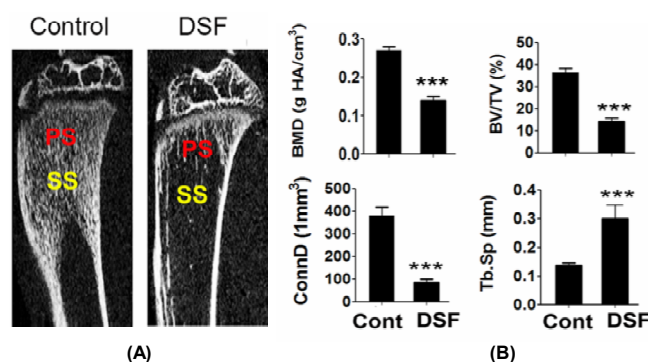 (A)
Control DSF
PS
SS
PS
SS
(B)
BMD (g HA/cm³)
0.3
0.2
0.1
0.0
***
BV/TV (%)
50
40
30
20
10
0
***
ConnD (1mm³)
400
300
200
100
0
***
Cont DSF
Tb.Sp (mm)
0.4
0.3
0.2
0.1
0.0
***
Cont DSF
(A)
(B)